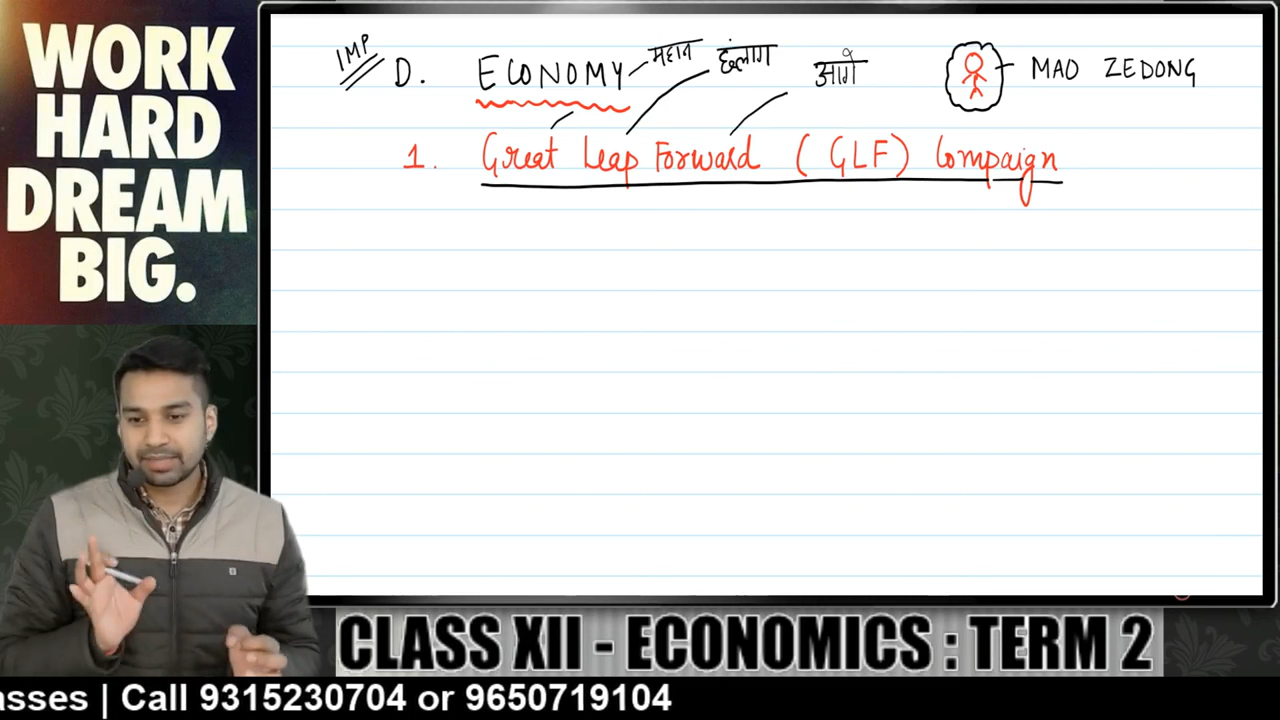 WORK
HARD
DREAM
BIG.
IMP D. ECONOMY महान छलांग आगे MAO ZEDONG
1. Great Leap Forward ( GLF ) Compaign
CLASS XII - ECONOMICS : TERM 2
asses | Call 9315230704 or 9650719104